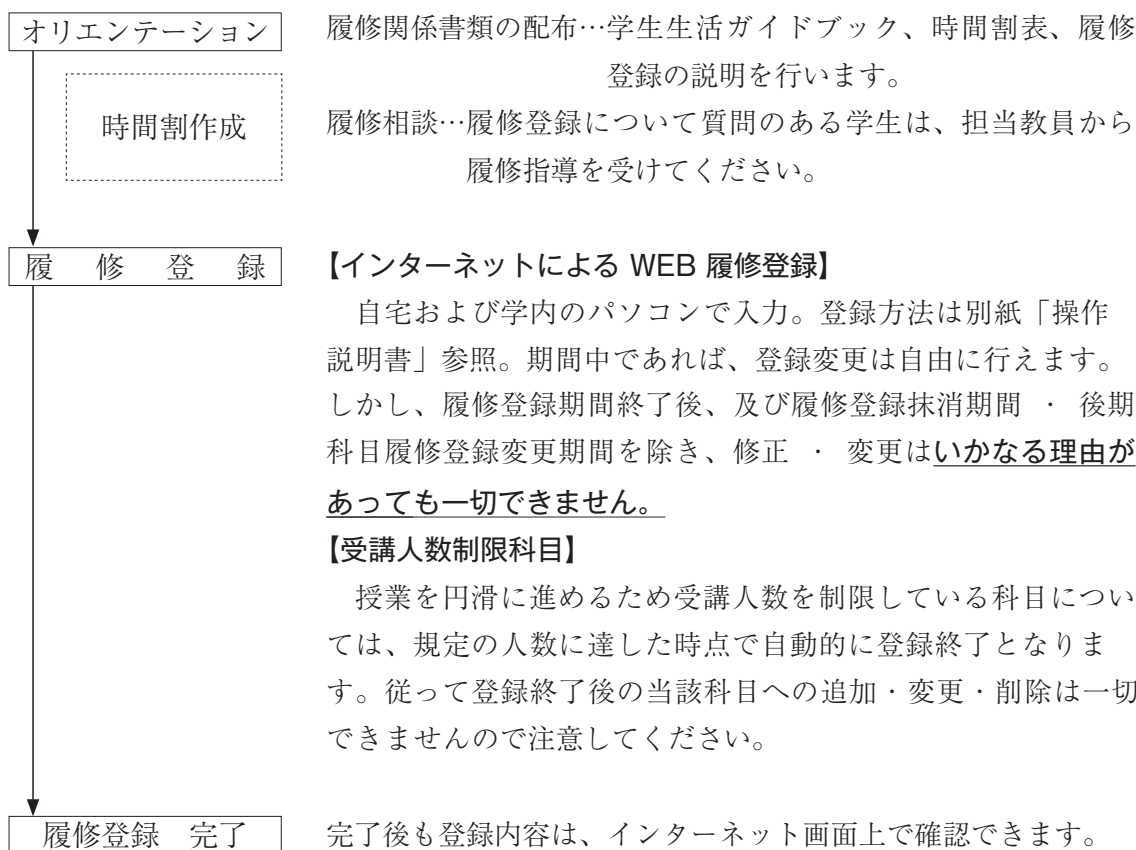 オリエンテーション
履修関係書類の配布…学生生活ガイドブック、時間割表、履修
登録の説明を行います。
時間割作成
履修相談…履修登録について質問のある学生は、担当教員から
履修指導を受けてください。
履 修 登 録
【インターネットによる WEB 履修登録】
自宅および学内のパソコンで入力。登録方法は別紙「操作
説明書」参照。期間中であれば、登録変更は自由に行えます。
しかし、履修登録期間終了後、及び履修登録抹消期間 ・ 後期
科目履修登録変更期間を除き、修正 ・ 変更はいかなる理由が
あっても一切できません。
【受講人数制限科目】
授業を円滑に進めるため受講人数を制限している科目につい
ては、規定の人数に達した時点で自動的に登録終了となりま
す。従って登録終了後の当該科目への追加・変更・削除は一切
できませんので注意してください。
履修登録 完了
完了後も登録内容は、インターネット画面上で確認できます。